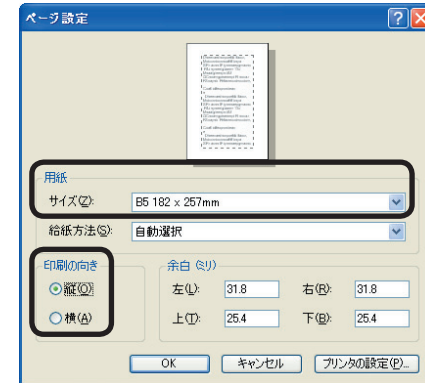 ページ設定
用紙
サイズ(Z): B5 182 x 257mm
給紙方法(S): 自動選択
印刷の向き
縦(O)
横(A)
余白 (ミリ)
左(L): 31.8 右(R): 31.8
上(T): 25.4 下(B): 25.4
OK キャンセル プリンタの設定(P)...